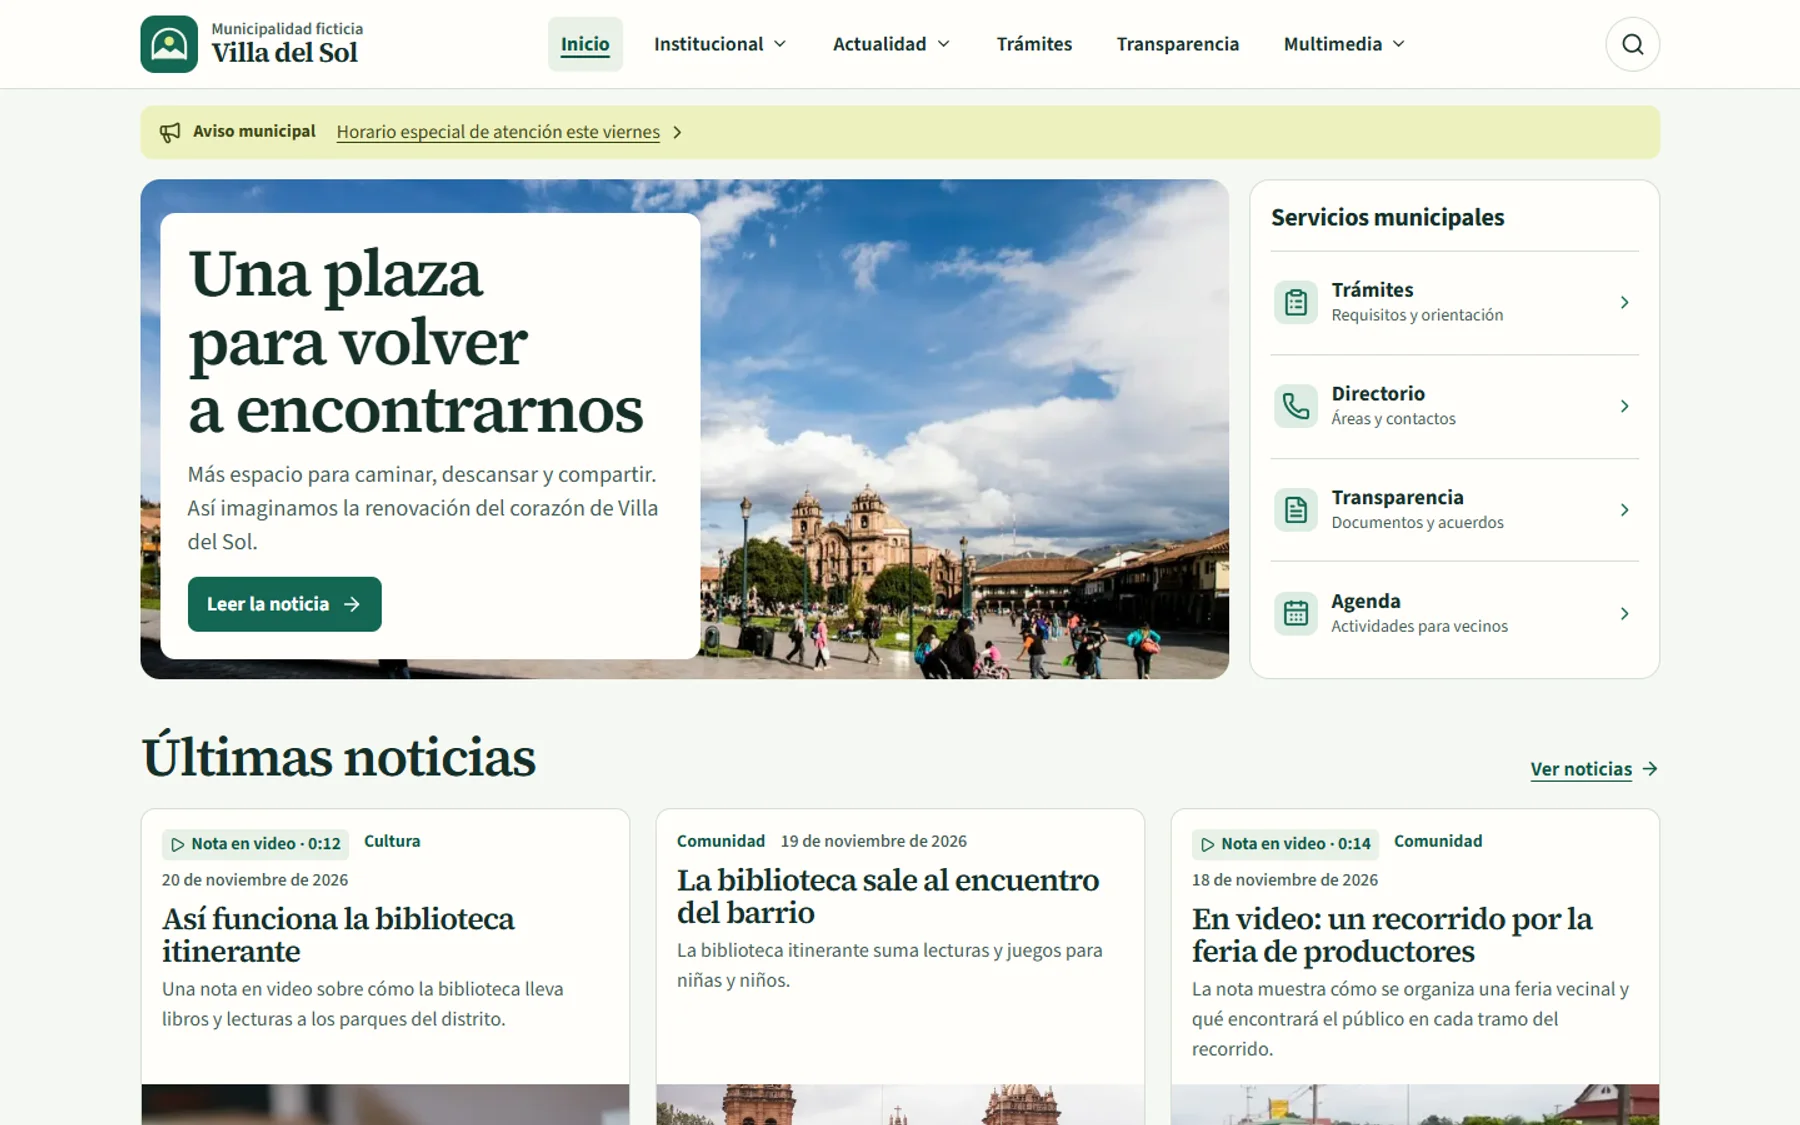 Municipalidad ficticia
Villa del Sol
Inicio
Institucional
Actualidad
Trámites
Transparencia
Multimedia
Aviso municipal Horario especial de atención este viernes
Una plaza
para volver
a encontrarnos
Más espacio para caminar, descansar y compartir.
Así imaginamos la renovación del corazón de Villa
del Sol.
Leer la noticia
Servicios municipales
Trámites
Requisitos y orientación
Directorio
Áreas y contactos
Transparencia
Documentos y acuerdos
Agenda
Actividades para vecinos
Últimas noticias
Ver noticias
Nota en video · 0:12 Cultura
20 de noviembre de 2026
Así funciona la biblioteca
itinerante
Una nota en video sobre cómo la biblioteca lleva
libros y lecturas a los parques del distrito.
Comunidad 19 de noviembre de 2026
La biblioteca sale al encuentro
del barrio
La biblioteca itinerante suma lecturas y juegos para
niñas y niños.
Nota en video · 0:14 Comunidad
18 de noviembre de 2026
En video: un recorrido por la
feria de productores
La nota muestra cómo se organiza una feria vecinal y
qué encontrará el público en cada tramo del
recorrido.